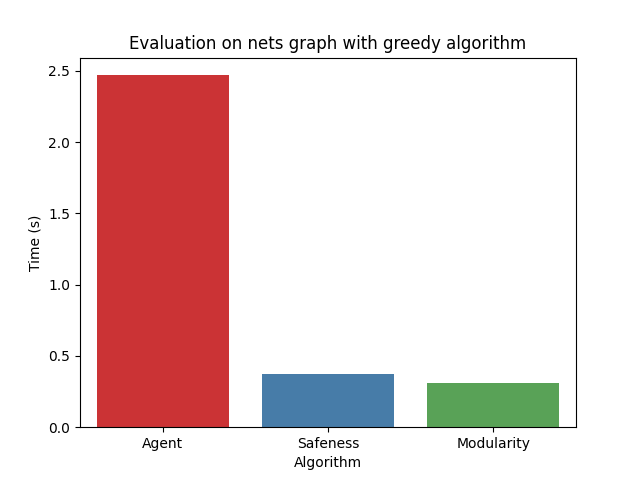 Evaluation on nets graph with greedy algorithm
Time (s)
2.5
2.0
1.5
1.0
0.5
0.0
Agent Safeness Modularity
Algorithm